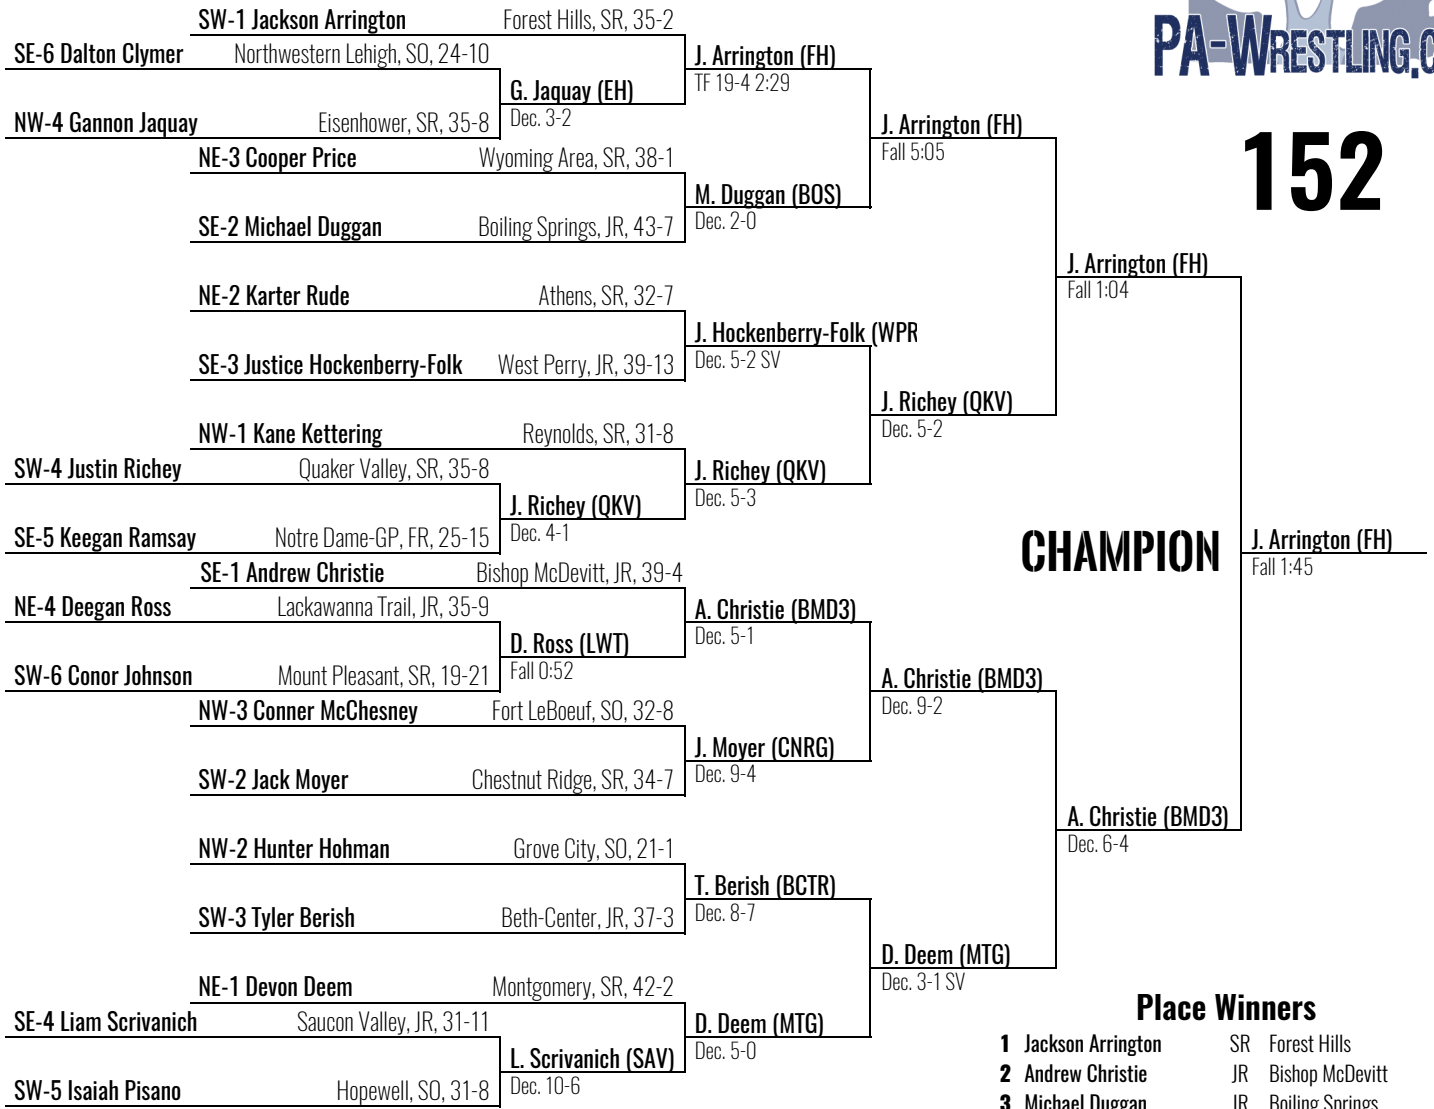 SW-1 Jackson Arrington Forest Hills, SR, 35-2
SE-6 Dalton Clymer Northwestern Lehigh, SO, 24-10
J. Arrington (FH)
TF 19-4 2:29
G. Jaquay (EH)
Dec. 3-2
NW-4 Gannon Jaquay Eisenhower, SR, 35-8
J. Arrington (FH)
Fall 5:05
NE-3 Cooper Price Wyoming Area, SR, 38-1
M. Duggan (BOS)
Dec. 2-0
SE-2 Michael Duggan Boiling Springs, JR, 43-7
PA-WRESTLING.C
152
J. Arrington (FH)
Fall 1:04
NE-2 Karter Rude Athens, SR, 32-7
J. Hockenberry-Folk (WPR
Dec. 5-2 SV
SE-3 Justice Hockenberry-Folk West Perry, JR, 39-13
J. Richey (QKV)
Dec. 5-2
NW-1 Kane Kettering Reynolds, SR, 31-8
SW-4 Justin Richey Quaker Valley, SR, 35-8
J. Richey (QKV)
Dec. 5-3
J. Richey (QKV)
Dec. 4-1
SE-5 Keegan Ramsay Notre Dame-GP, FR, 25-15
CHAMPION
J. Arrington (FH)
Fall 1:45
SE-1 Andrew Christie Bishop McDevitt, JR, 39-4
NE-4 Deegan Ross Lackawanna Trail, JR, 35-9
A. Christie (BMD3)
Dec. 5-1
D. Ross (LWT)
Fall 0:52
SW-6 Conor Johnson Mount Pleasant, SR, 19-21
A. Christie (BMD3)
Dec. 9-2
NW-3 Conner McChesney Fort LeBoeuf, SO, 32-8
J. Moyer (CNRG)
Dec. 9-4
SW-2 Jack Moyer Chestnut Ridge, SR, 34-7
A. Christie (BMD3)
Dec. 6-4
NW-2 Hunter Hohman Grove City, SO, 21-1
T. Berish (BCTR)
Dec. 8-7
SW-3 Tyler Berish Beth-Center, JR, 37-3
D. Deem (MTG)
Dec. 3-1 SV
NE-1 Devon Deem Montgomery, SR, 42-2
SE-4 Liam Scrivanich Saucon Valley, JR, 31-11
D. Deem (MTG)
Dec. 5-0
L. Scrivanich (SAV)
Dec. 10-6
SW-5 Isaiah Pisano Hopewell, SO, 31-8
Place Winners
1 Jackson Arrington SR Forest Hills
2 Andrew Christie JR Bishop McDevitt
3 Michael Duggan JR Boiling Springs